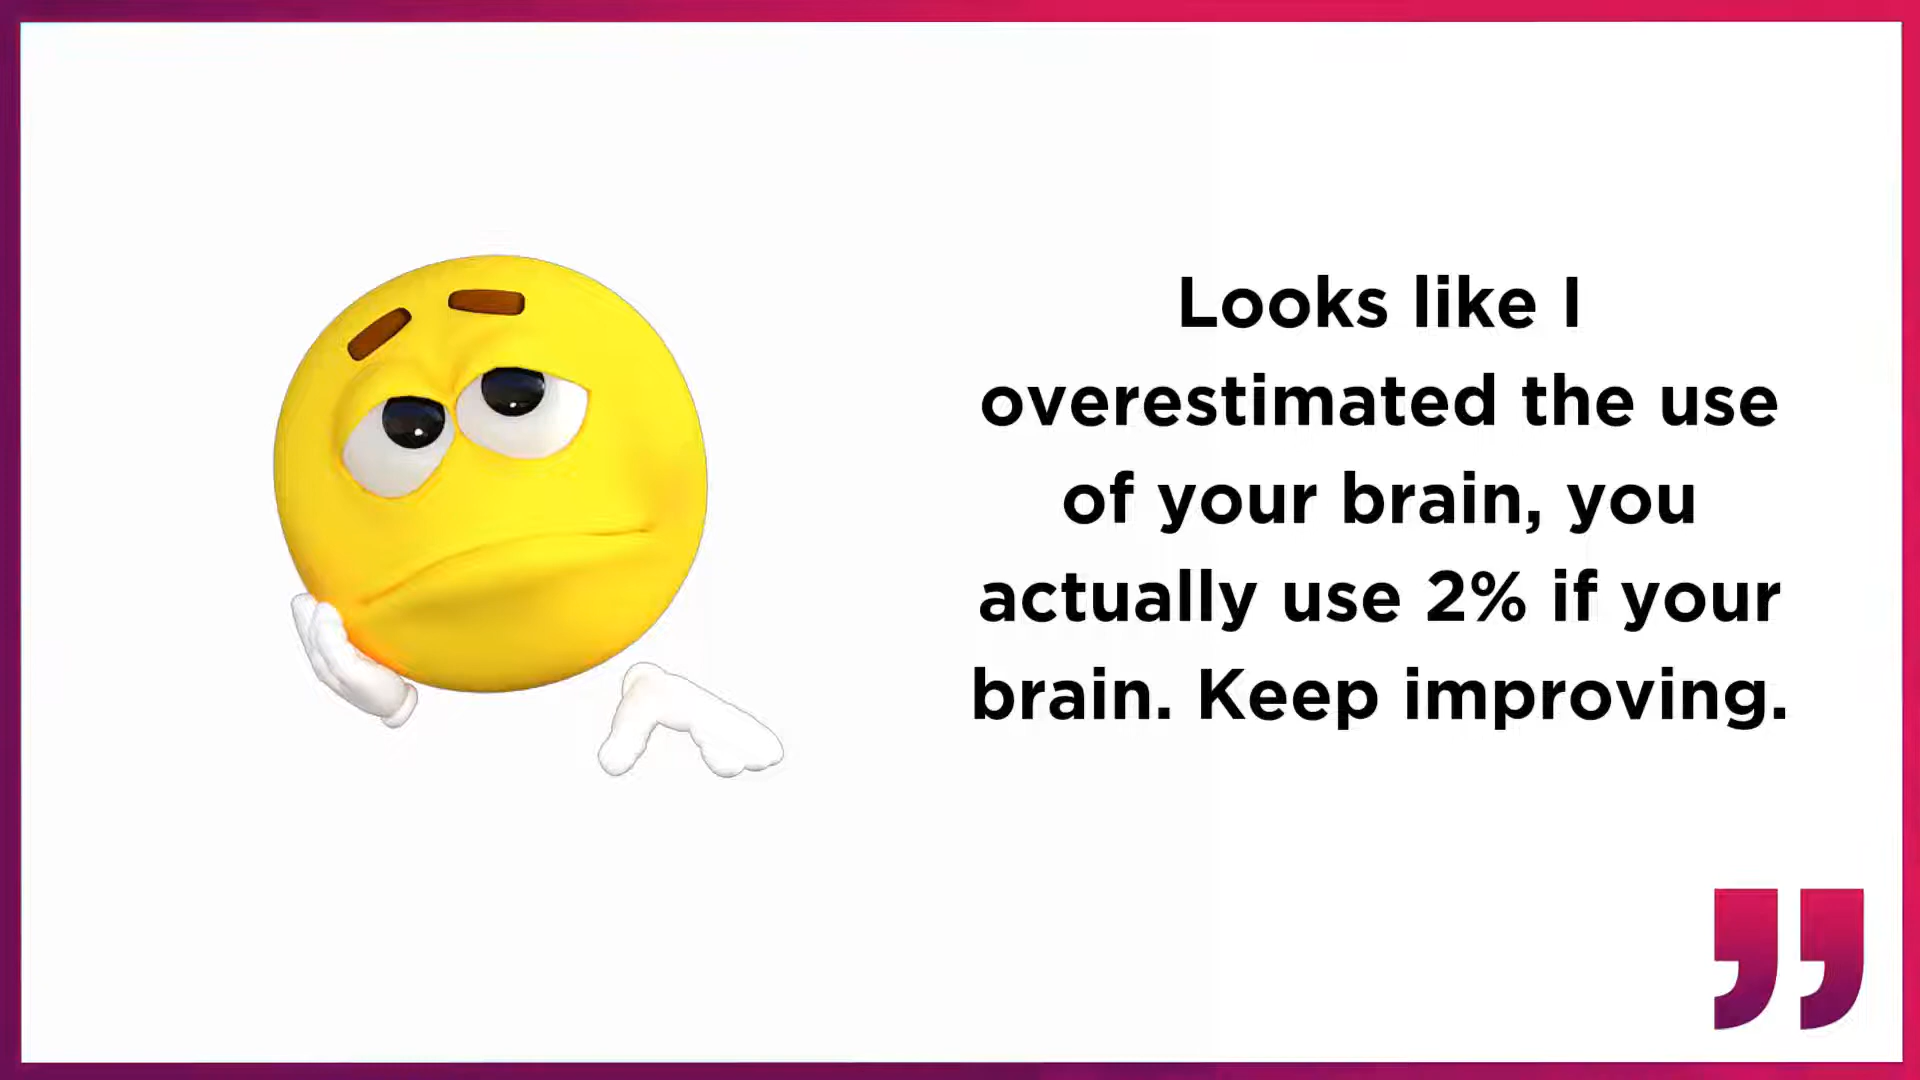 Looks like I
overestimated the use
of your brain, you
actually use 2% if your
brain. Keep improving.